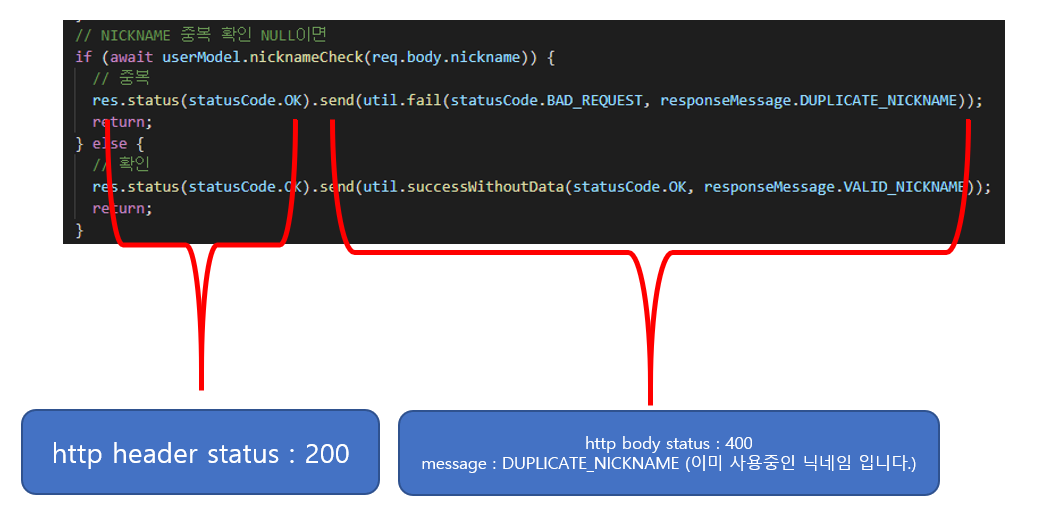 }
// NICKNAME 중복 확인 NULL이면
if (await userModel.nicknameCheck(req.body.nickname)) {
// 중복
res.status(statusCode.OK).send(util.fail(statusCode.BAD_REQUEST, responseMessage.DUPLICATE_NICKNAME));
return;
} else {
// 확인
res.status(statusCode.OK).send(util.successWithoutData(statusCode.OK, responseMessage.VALID_NICKNAME));
return;
}
http header status : 200
http body status : 400
message : DUPLICATE_NICKNAME (이미 사용중인 닉네임 입니다.)